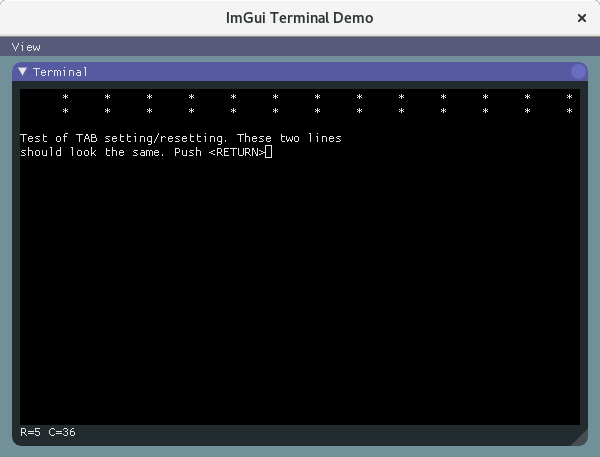 ImGui Terminal Demo ×
View
▼ Terminal
* * * * * * * * * * * * *
* * * * * * * * * * * * *
Test of TAB setting/resetting. These two lines
should look the same. Push <RETURN>
R=5 C=36